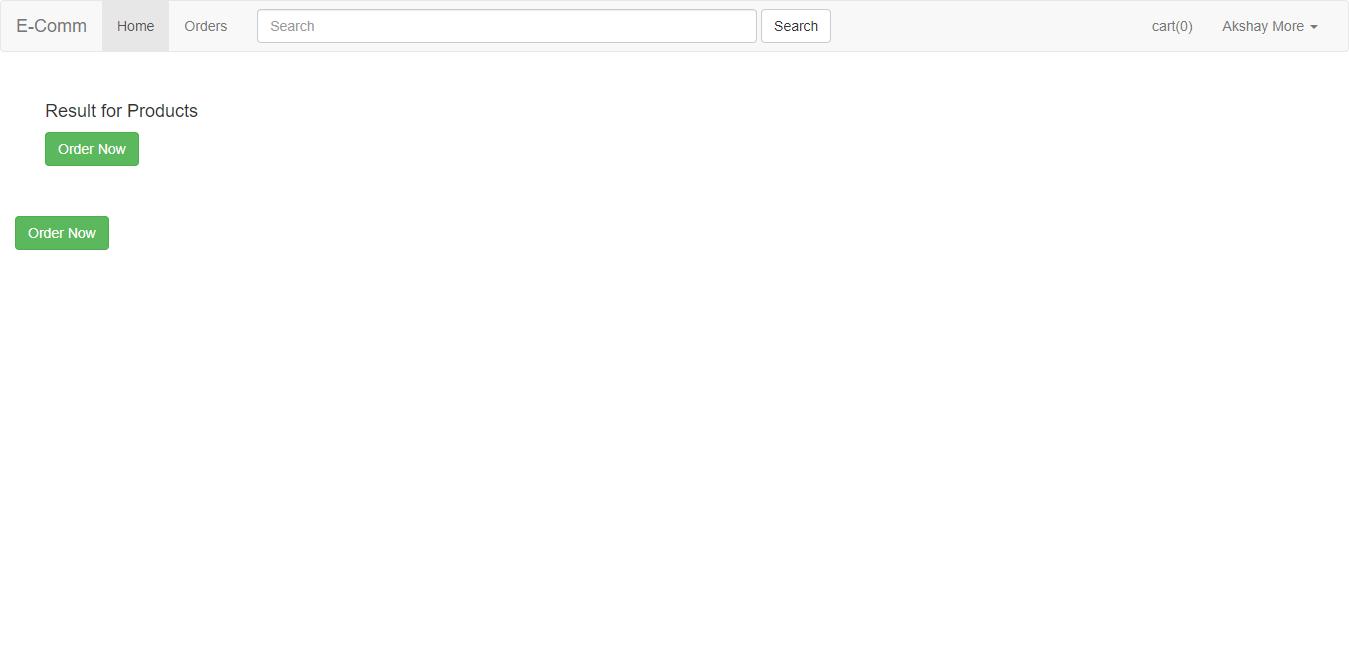 E-Comm Home Orders Search Search cart(0) Akshay More
Result for Products
Order Now
Order Now